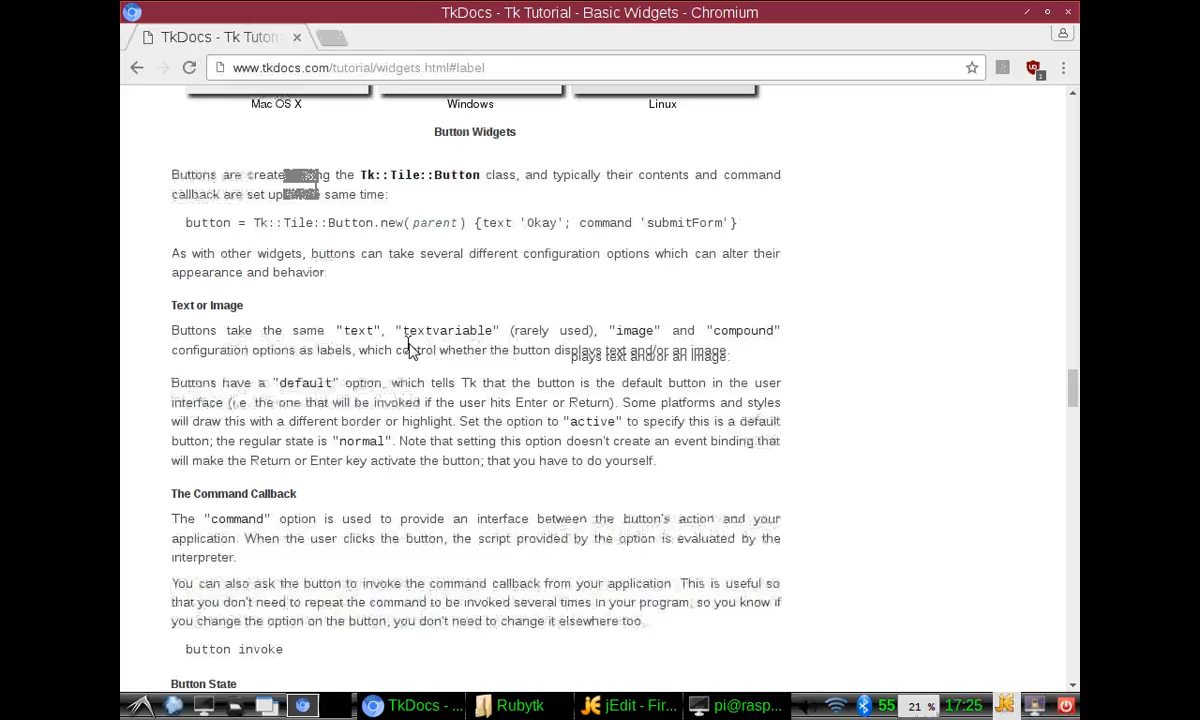 TkDocs - Tk Tutorial - Basic Widgets - Chromium
TkDocs - Tk Tutori
www.tkdocs.com/tutorial/widgets.html#label
Mac OS X Windows Linux
Button Widgets
Buttons are create the Tk::Tile::Button class, and typically their contents and command
callback are set up same time:
button = Tk::Tile::Button.new(parent) {text 'Okay'; command 'submitForm'}
As with other widgets, buttons can take several different configuration options which can alter their
appearance and behavior.
Text or Image
Buttons take the same "text", "textvariable" (rarely used), "image" and "compound"
configuration options as labels, which control whether the button displays text and/or an image.
plays text and/or an image.
Buttons have a "default" option, which tells Tk that the button is the default button in the user
interface (i.e. the one that will be invoked if the user hits Enter or Return). Some platforms and styles
will draw this with a different border or highlight. Set the option to "active" to specify this is a default
button; the regular state is "normal". Note that setting this option doesn't create an event binding that
will make the Return or Enter key activate the button; that you have to do yourself.
The Command Callback
The "command" option is used to provide an interface between the button's action and your
application. When the user clicks the button, the script provided by the option is evaluated by the
interpreter.
You can also ask the button to invoke the command callback from your application. This is useful so
that you don't need to repeat the command to be invoked several times in your program, so you know if
you change the option on the button, you don't need to change it elsewhere too.
button invoke
Button State
TkDocs - ... Rubytk jEdit - Fir... pi@rasp... 55 21 % 17:25